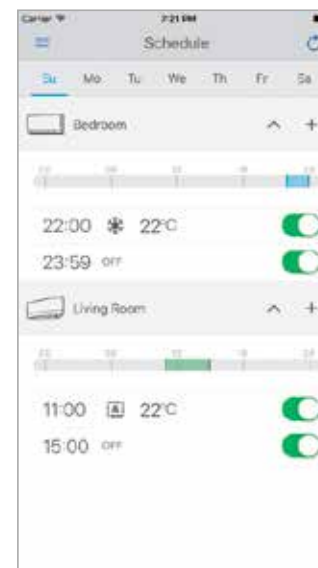 Carrier 7:21 PM
Schedule
Su Mo Tu We Th Fr Sa
Bedroom +
22:00 22°C
23:59 OFF
Living Room +
12
11:00 A 22°C
15:00 OFF